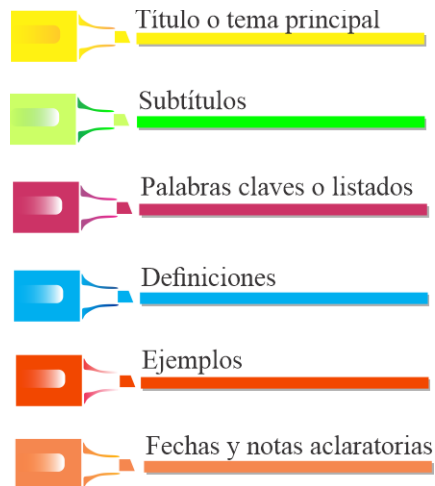 Título o tema principal
Subtítulos
Palabras claves o listados
Definiciones
Ejemplos
Fechas y notas aclaratorias